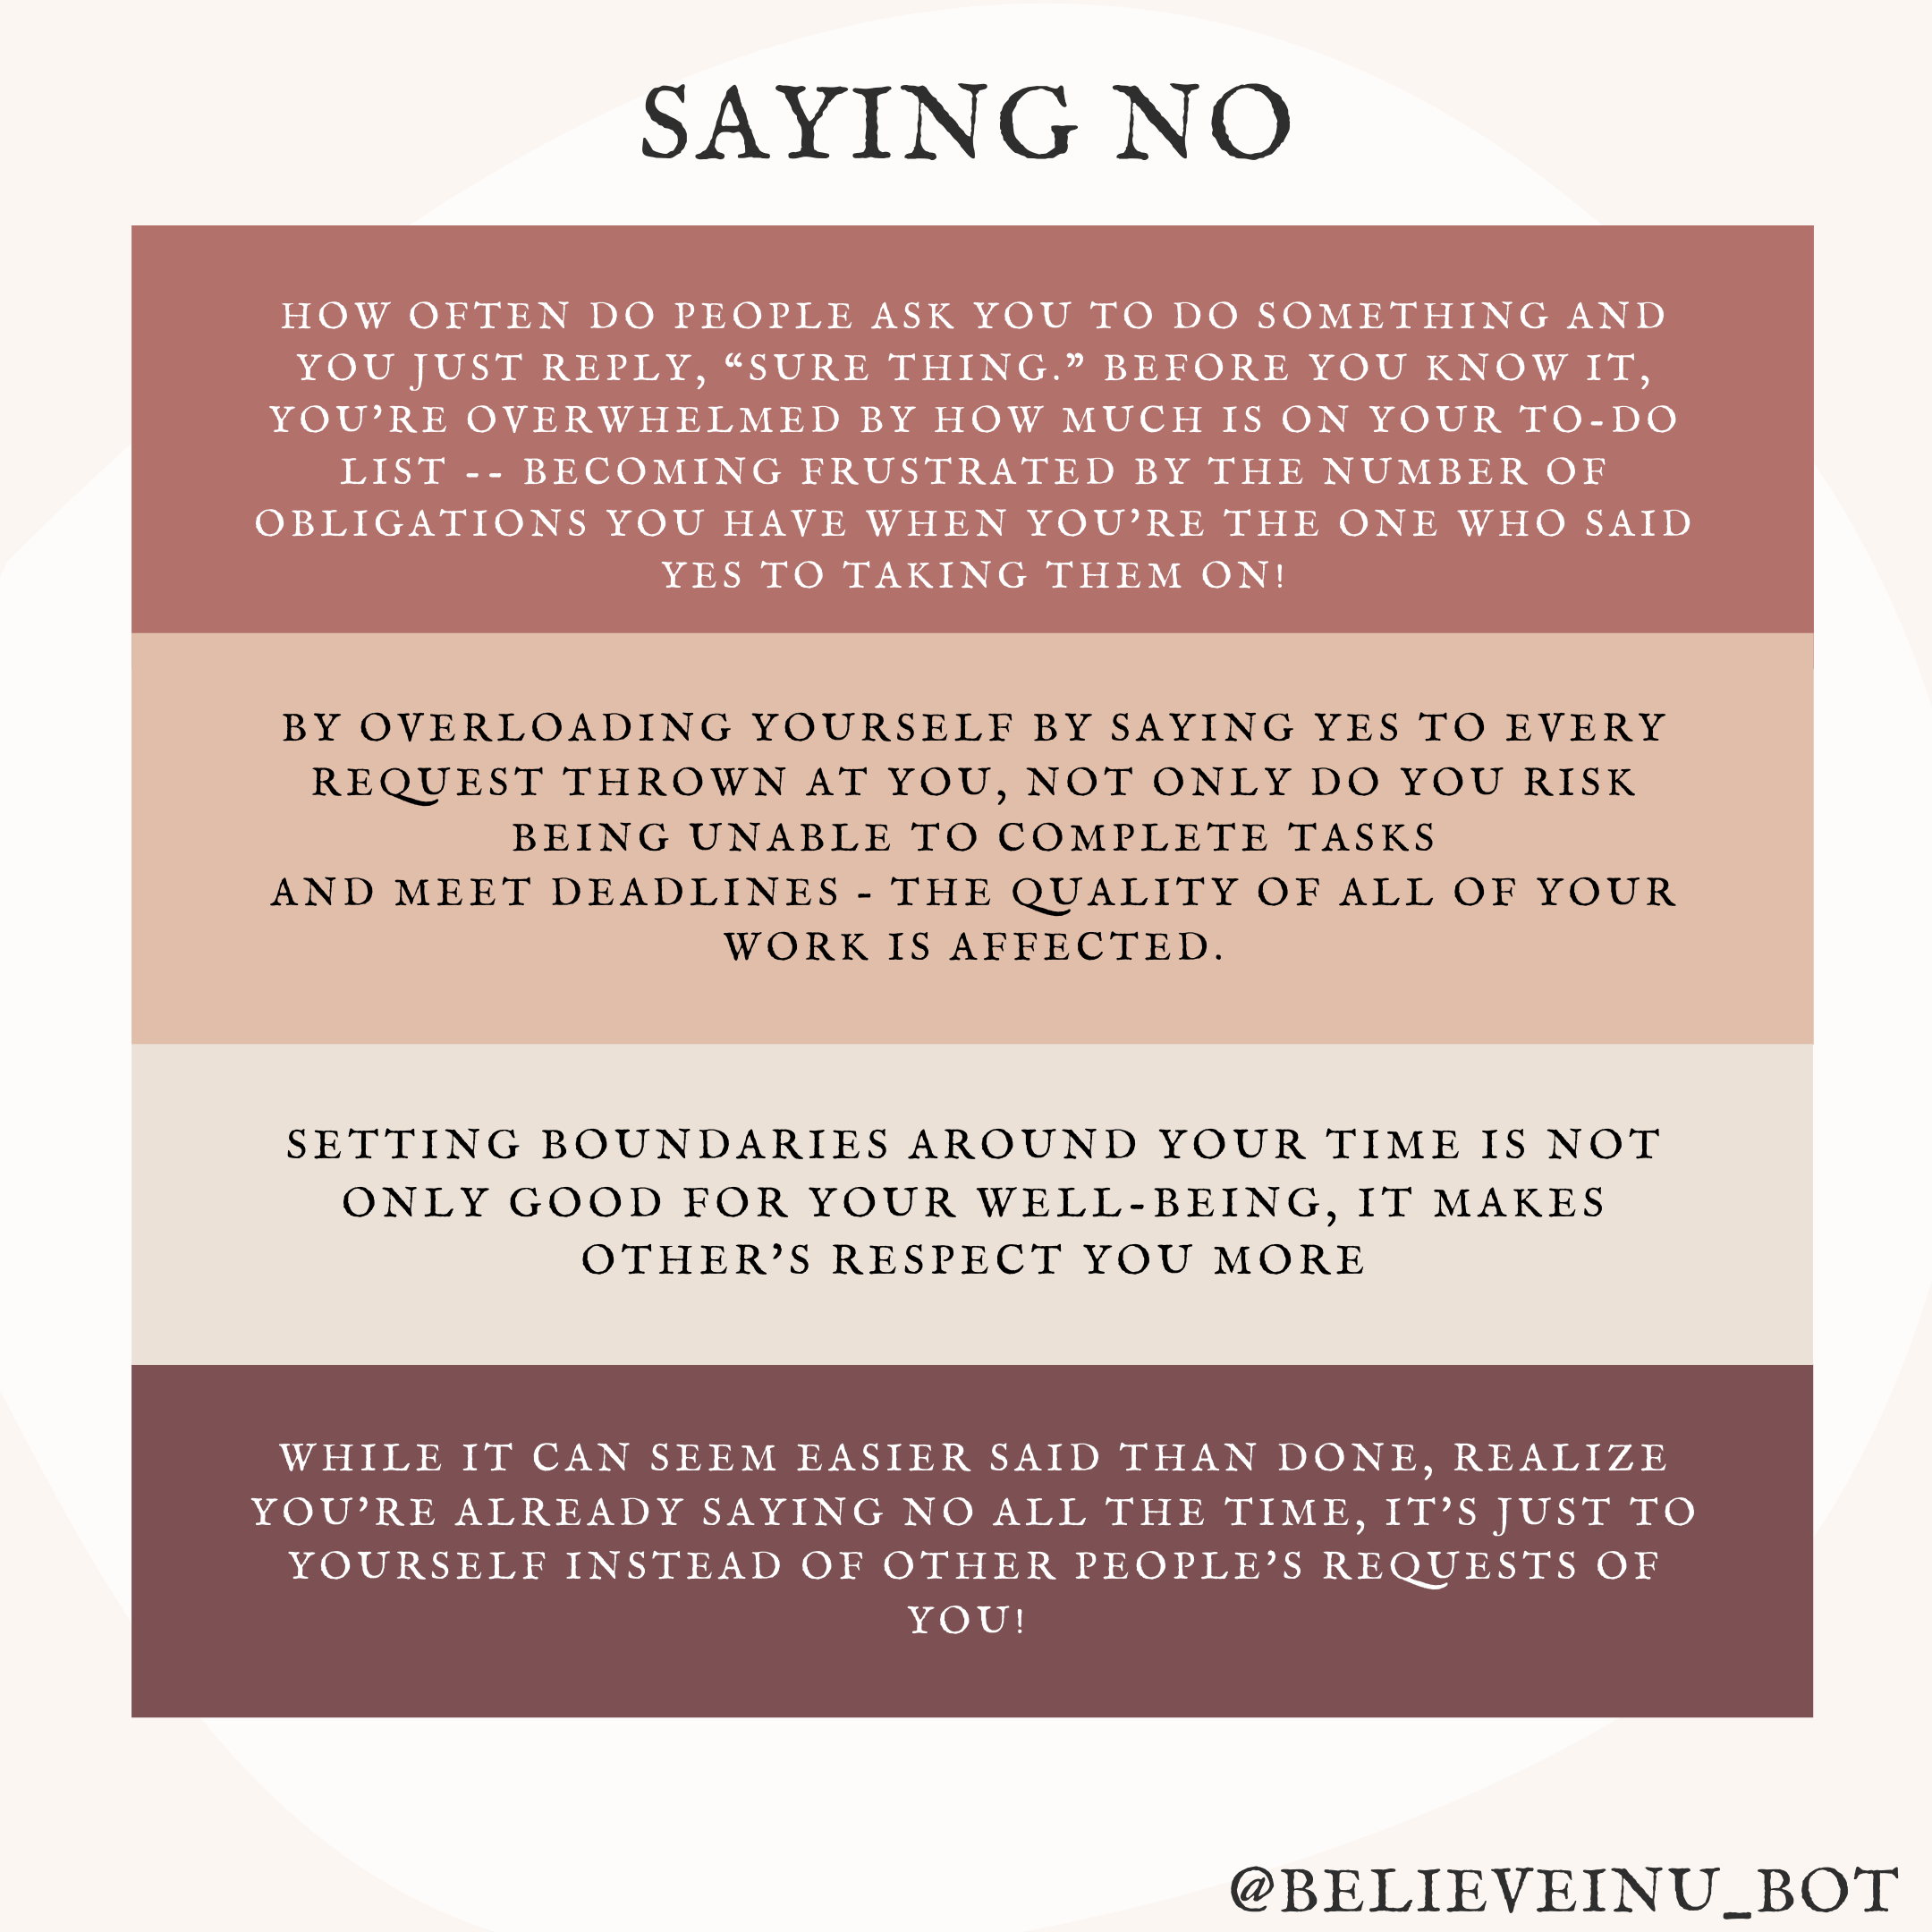 SAYING NO
HOW OFTEN DO PEOPLE ASK YOU TO DO SOMETHING AND
YOU JUST REPLY, “SURE THING.” BEFORE YOU KNOW IT,
YOU’RE OVERWHELMED BY HOW MUCH IS ON YOUR TO-DO
LIST -- BECOMING FRUSTRATED BY THE NUMBER OF
OBLIGATIONS YOU HAVE WHEN YOU’RE THE ONE WHO SAID
YES TO TAKING THEM ON!
BY OVERLOADING YOURSELF BY SAYING YES TO EVERY
REQUEST THROWN AT YOU, NOT ONLY DO YOU RISK
BEING UNABLE TO COMPLETE TASKS
AND MEET DEADLINES - THE QUALITY OF ALL OF YOUR
WORK IS AFFECTED.
SETTING BOUNDARIES AROUND YOUR TIME IS NOT
ONLY GOOD FOR YOUR WELL-BEING, IT MAKES
OTHER’S RESPECT YOU MORE
WHILE IT CAN SEEM EASIER SAID THAN DONE, REALIZE
YOU’RE ALREADY SAYING NO ALL THE TIME, IT’S JUST TO
YOURSELF INSTEAD OF OTHER PEOPLE’S REQUESTS OF
YOU!
@BELIEVEINU_BOT